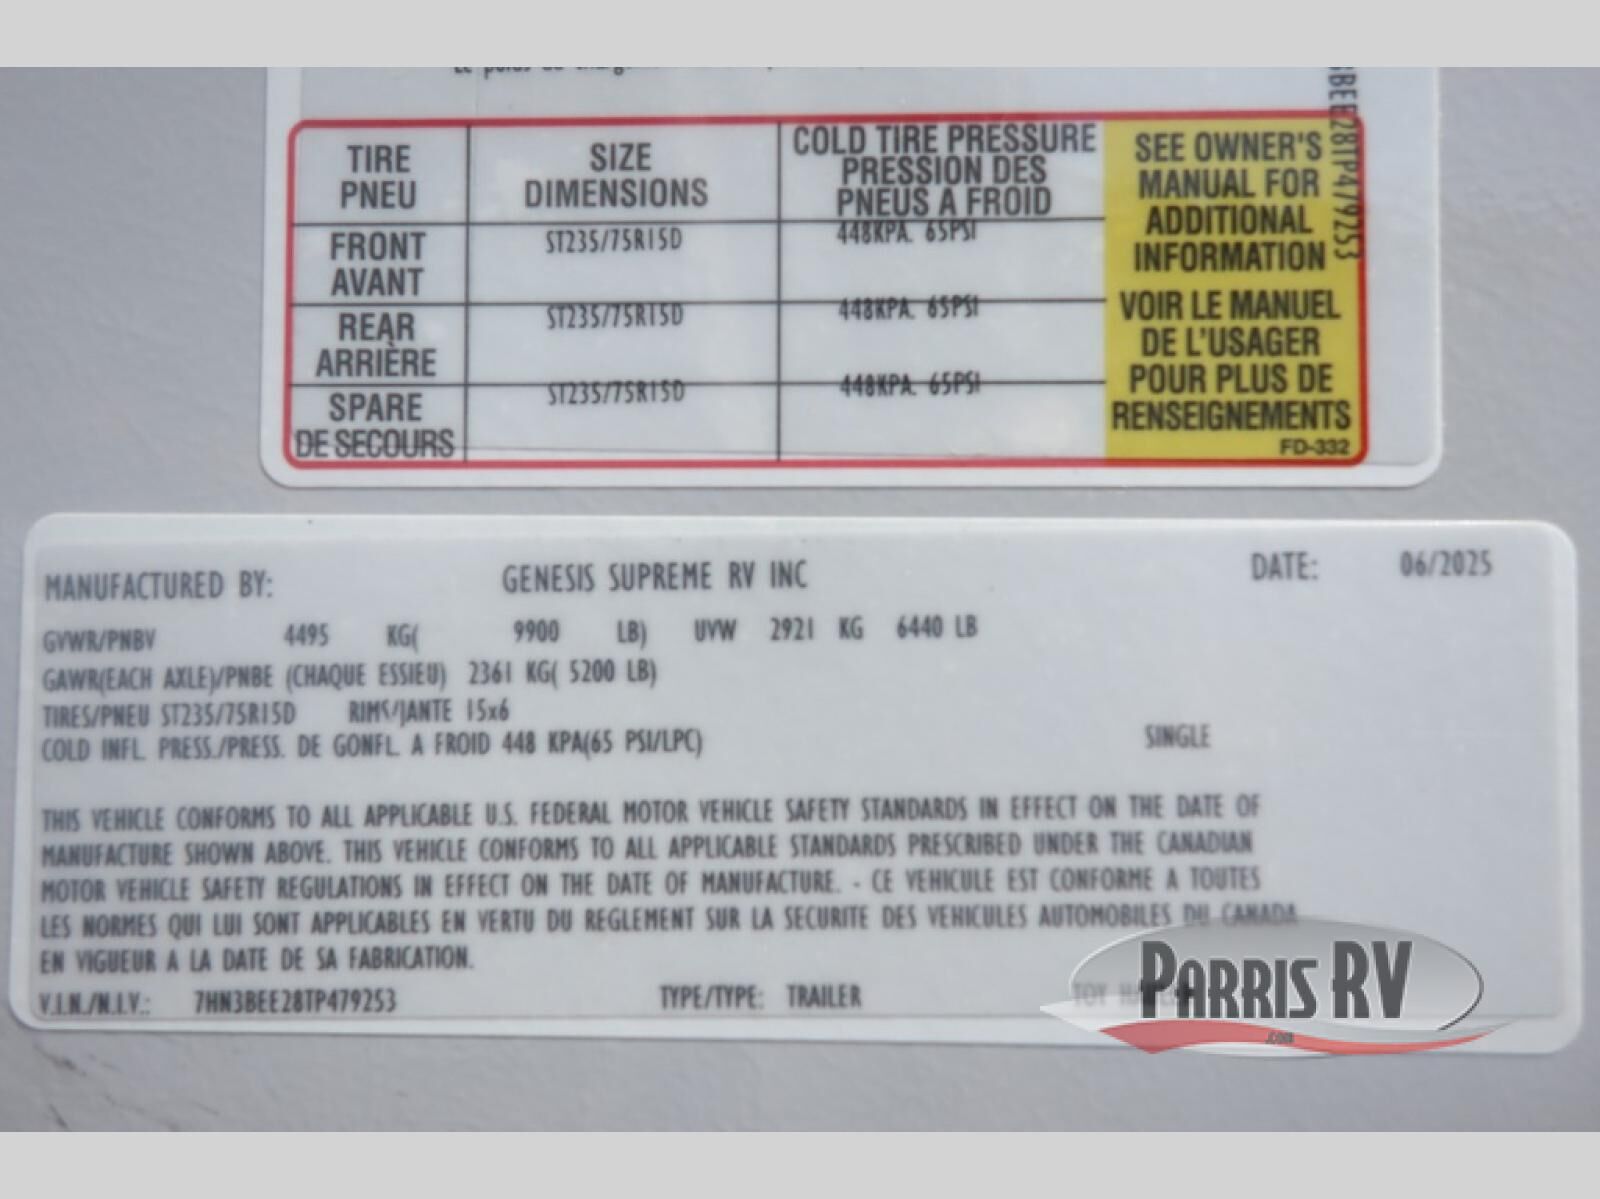 TIRE
PNEU
SIZE
DIMENSIONS
COLD TIRE PRESSURE
PRESSION DES
PNEUS A FROID
FRONT
AVANT
ST235/75R15D
448KPA. 65PSI
REAR
ARRIÈRE
ST235/75R15D
448KPA. 65PSI
SPARE
DE SECOURS
ST235/75R15D
448KPA. 65PSI
SEE OWNER'S
MANUAL FOR
ADDITIONAL
INFORMATION
VOIR LE MANUEL
DE L'USAGER
POUR PLUS DE
RENSEIGNEMENTS
FD-332
MANUFACTURED BY: GENESIS SUPREME RV INC DATE: 06/2025
GVWR/PNBV 4495 KG( 9900 LB) UVW 2921 KG 6440 LB
GAWR(EACH AXLE)/PNBE (CHAQUE ESSIEU) 2361 KG( 5200 LB)
TIRES/PNEU ST235/75R15D RIMS/JANTE 15x6
COLD INFL. PRESS./PRESS. DE GONFL. A FROID 448 KPA(65 PSI/LPC) SINGLE
THIS VEHICLE CONFORMS TO ALL APPLICABLE U.S. FEDERAL MOTOR VEHICLE SAFETY STANDARDS IN EFFECT ON THE DATE OF
MANUFACTURE SHOWN ABOVE. THIS VEHICLE CONFORMS TO ALL APPLICABLE STANDARDS PRESCRIBED UNDER THE CANADIAN
MOTOR VEHICLE SAFETY REGULATIONS IN EFFECT ON THE DATE OF MANUFACTURE. - CE VEHICULE EST CONFORME A TOUTES
LES NORMES QUI LUI SONT APPLICABLES EN VERTU DU REGLEMENT SUR LA SECURITE DES VEHICULES AUTOMOBILES DU CANADA
EN VIGUEUR A LA DATE DE SA FABRICATION.
V.I.N./N.I.V.: 7HN3BEE28TP479253 TYPE/TYPE: TRAILER TOY
PARRIS RV
.COM